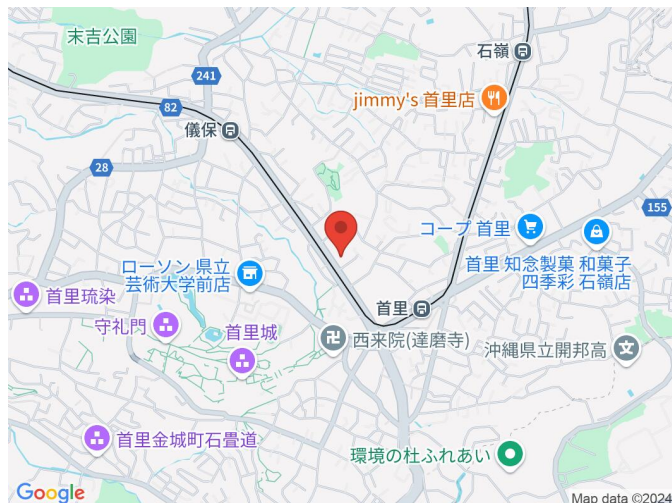 末吉公園
石嶺
241
jimmy's 首里店
82
儀保
28
155
コープ 首里
首里 知念製菓 和菓子
四季彩 石嶺店
ローソン 県立
芸術大学前店
首里琉染
首里
守礼門
首里城
西来院(達磨寺)
沖縄県立開邦高
首里金城町石畳道
環境の杜ふれあい
Google
Map data ©2024